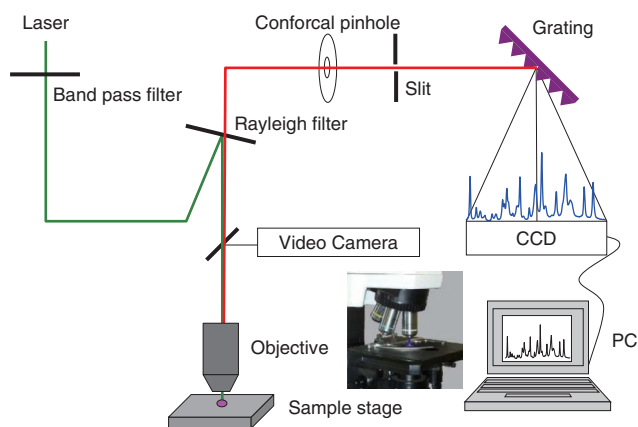 Laser
Conforcal pinhole
Grating
Band pass filter
Slit
Rayleigh filter
Video Camera
CCD
PC
Objective
Sample stage